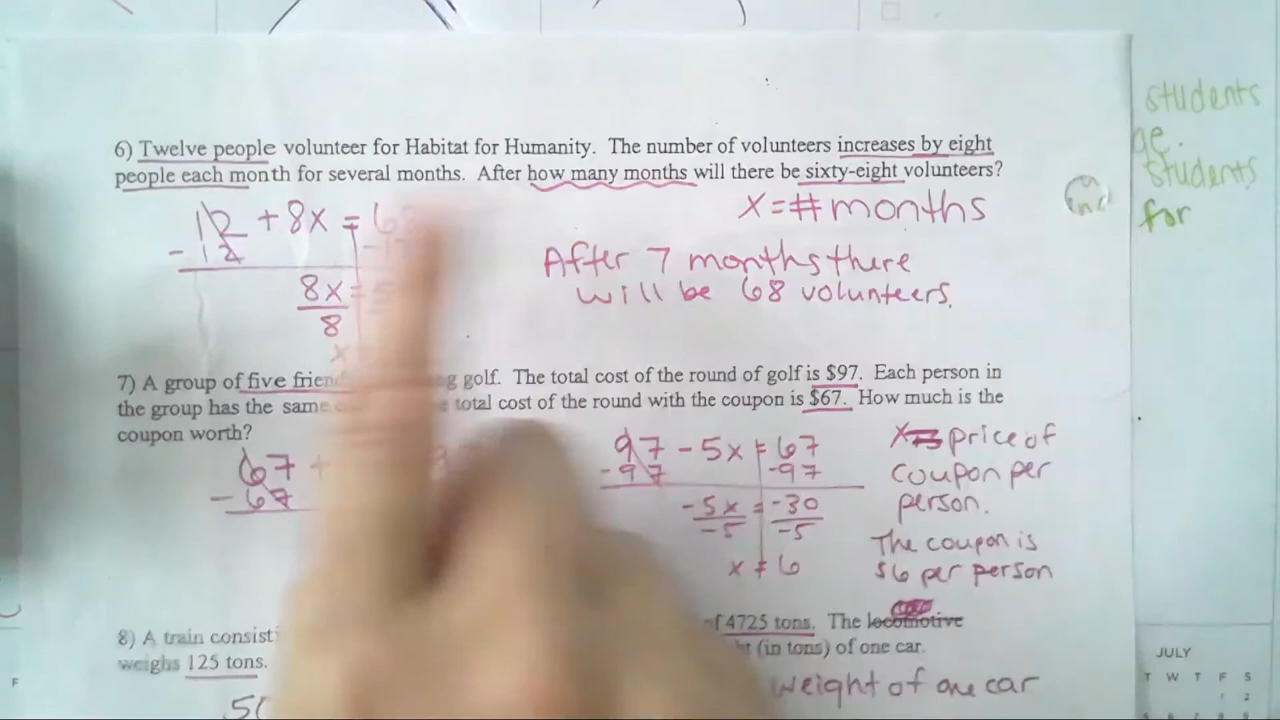 students
ge.
students
for
6) Twelve people volunteer for Habitat for Humanity. The number of volunteers increases by eight
people each month for several months. After how many months will there be sixty-eight volunteers?
12 + 8x = 6
- 12
8x =
8
x
x = # months
After 7 months there
will be 68 volunteers.
7) A group of five g golf. The total cost of the round of golf is $97. Each person in
the group has the same total cost of the round with the coupon is $67. How much is the
coupon worth?
67 +
- 67
97 - 5x = 67
- 97 - 97
-5x = -30
-5 -5
x = 6
x = price of
coupon per
person.
The coupon is
$6 per person
8) A train of 4725 tons. The locomotive
weighs 125 tons. (in tons) of one car.
weight of one car
JULY
T W T F S
1 2
F